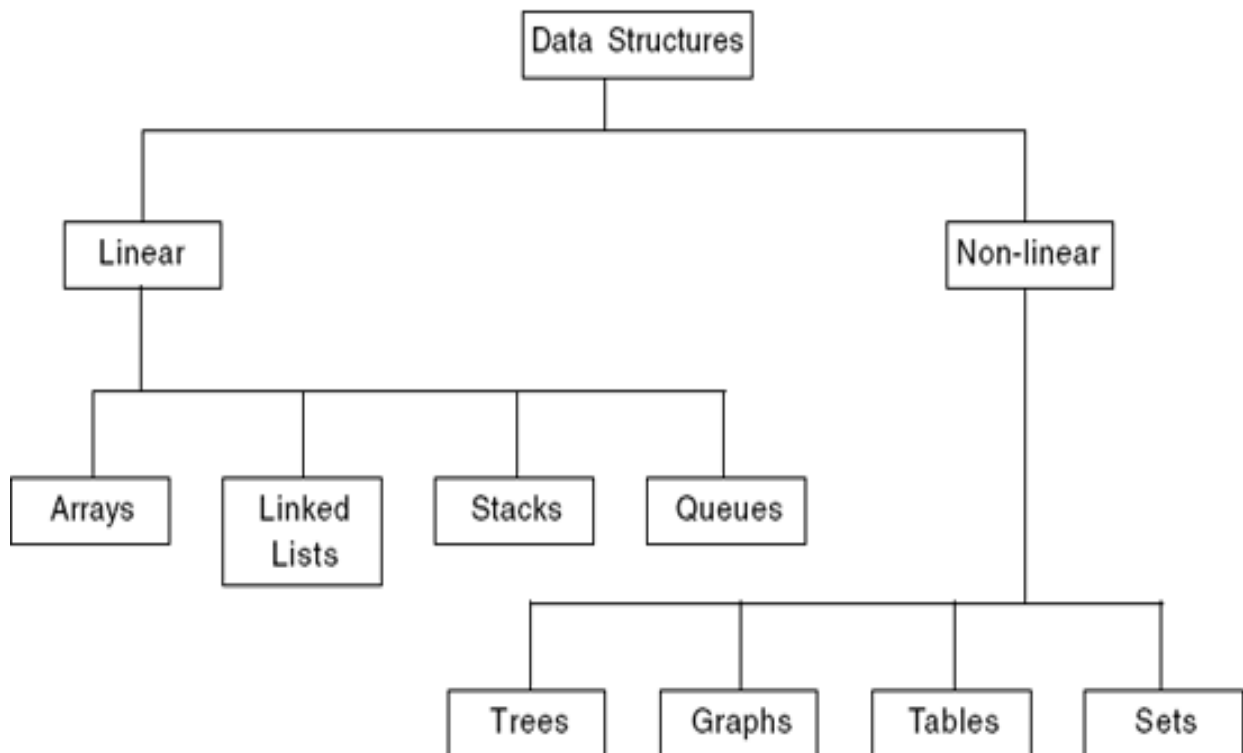 Data Structures
Linear
Non-linear
Arrays
Linked
Lists
Stacks
Queues
Trees
Graphs
Tables
Sets